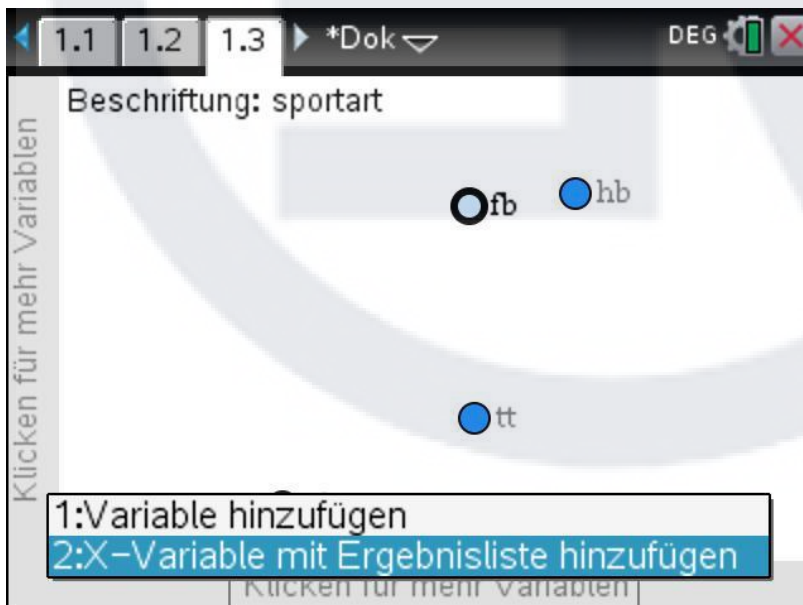 1.1 1.2 1.3 *Dok DEG
Beschriftung: sportart
Klicken für mehr Variablen
fb hb
tt
1:Variable hinzufügen
2:X-Variable mit Ergebnisliste hinzufügen
Klicken für mehr Variablen